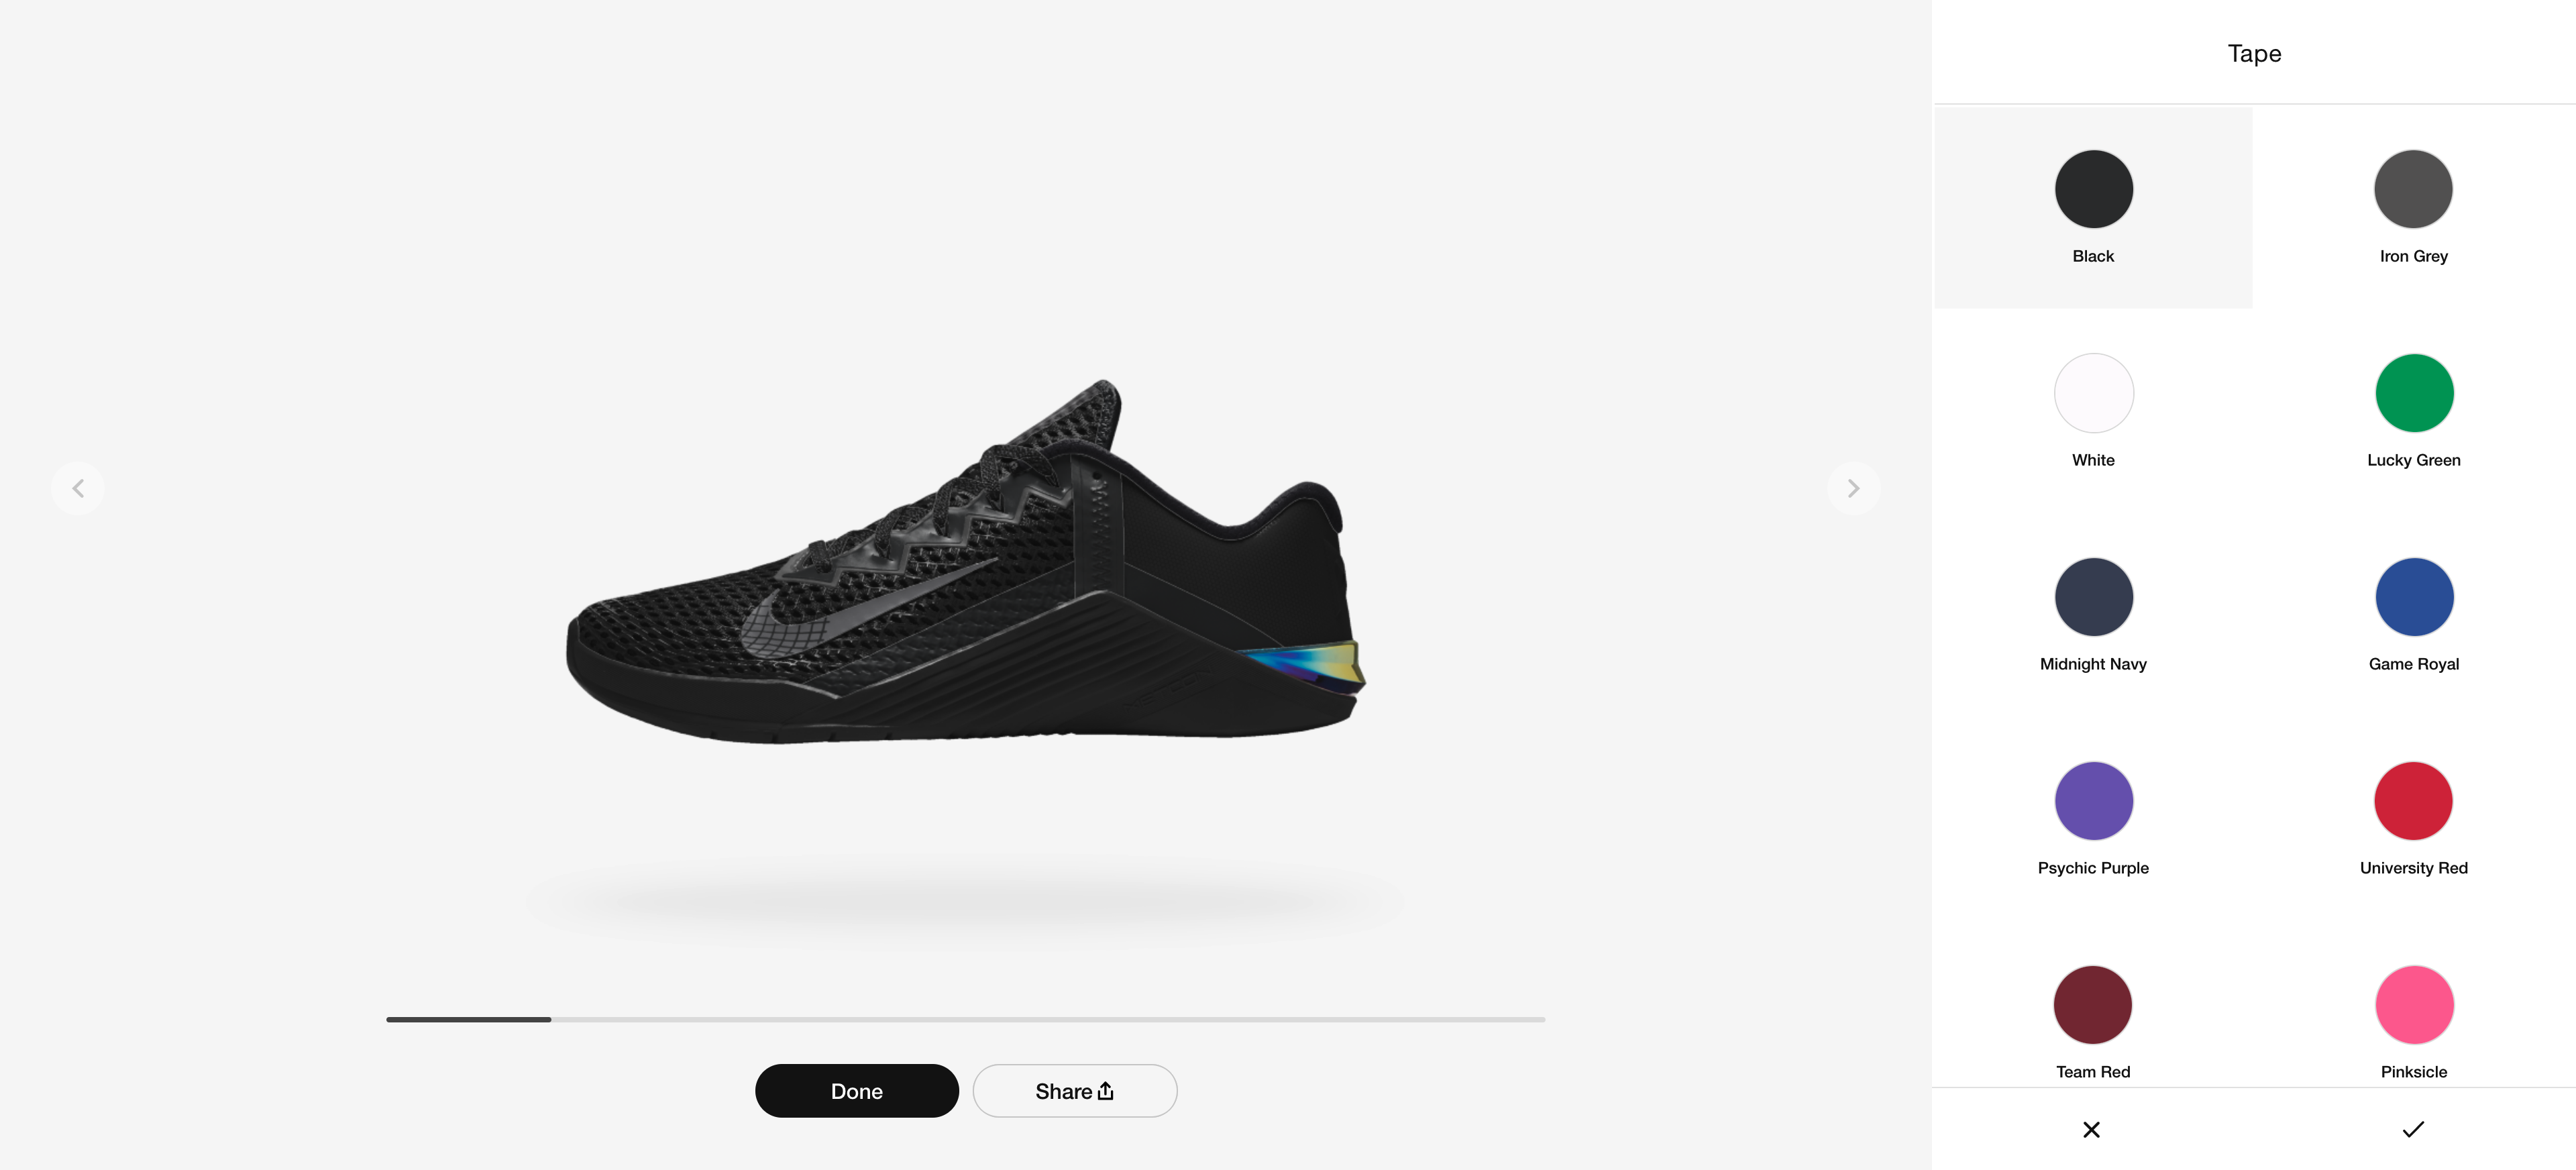 Tape
Black
Iron Grey
White
Lucky Green
Midnight Navy
Game Royal
Psychic Purple
University Red
Team Red
Pinksicle
Done
Share